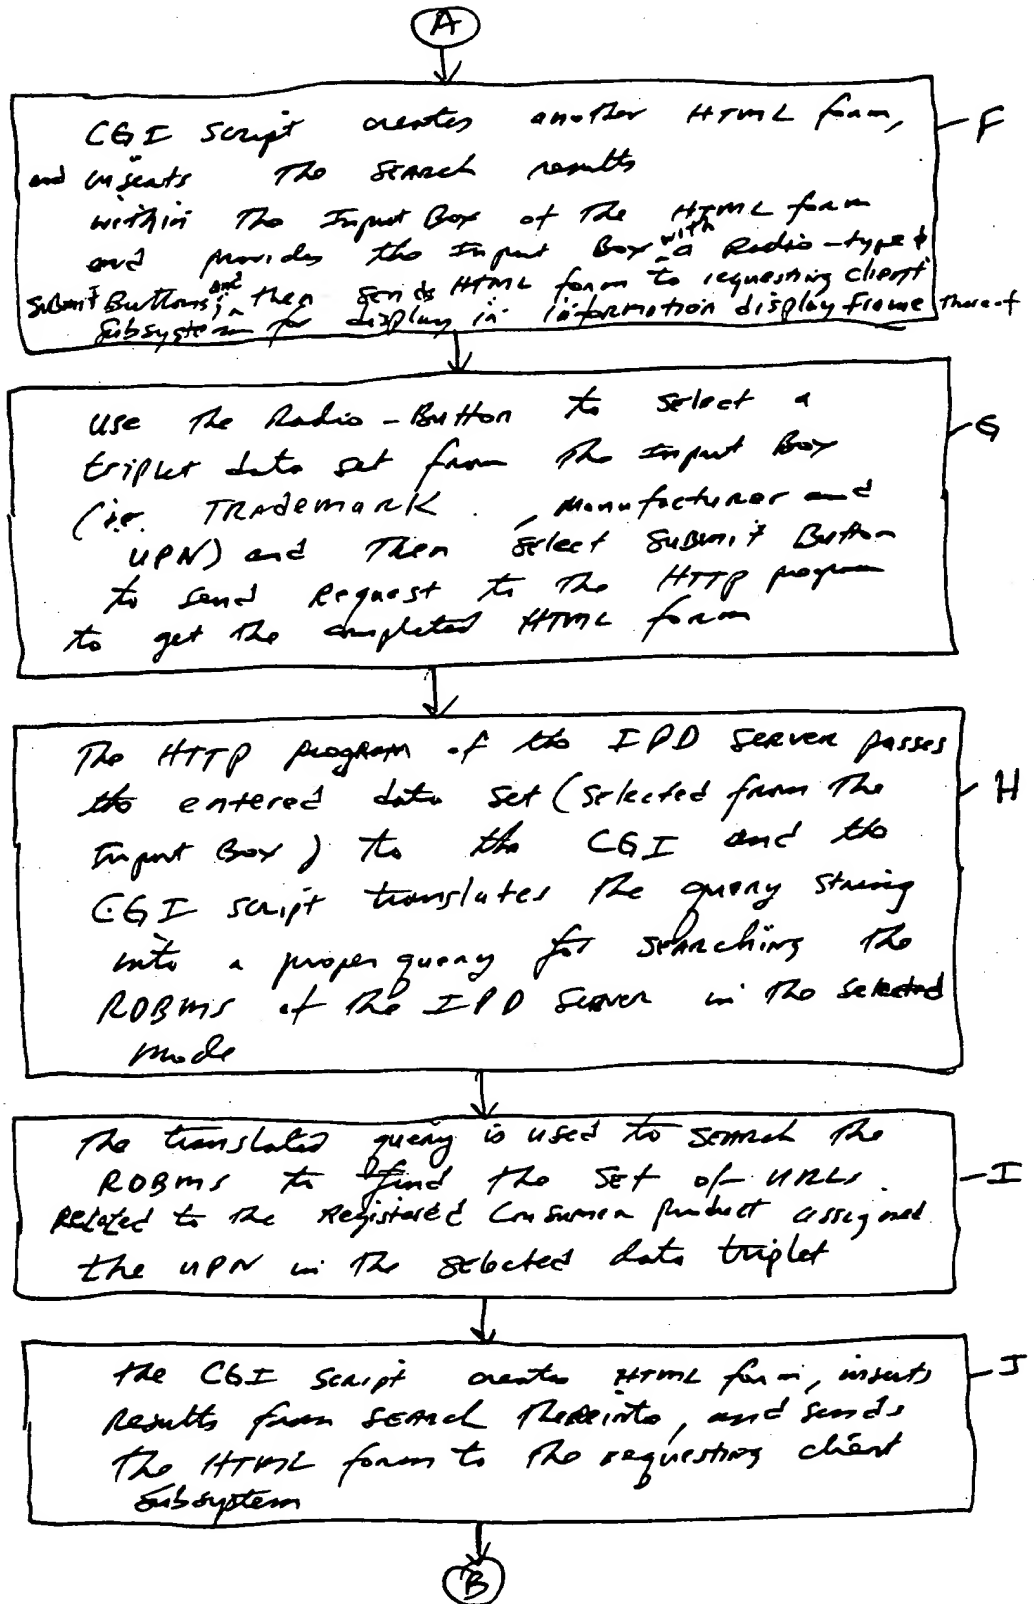 A
CGI Script creates another HTML form, F
and inserts the search results
within the Input Box of the HTML form
and provides the Input Box with a Radio-type &
Submit Buttons; and then sends HTML form to requesting client
Subsystem for display in information display frame thereof
use the Radio-Button to select a
triplet data set from the Input Box G
(i.e. TRADEMARK, Manufacturer and
UPN) and then select Submit Button
to send Request to the HTTP program
to get the completed HTML form
The HTTP program of the IPD Server passes
the entered data set (selected from the H
Input Box) to the CGI and the
CGI script translates the query string
into a proper query for searching the
RDBMS of the IPD Server in the selected
mode
The translated query is used to search the
RDBMS to find the set of URLs I
Related to the Registered Consumer product assigned
the UPN in the selected data triplet
the CGI Script creates HTML form, inserts J
Results from search thereinto, and sends
the HTML form to the requesting client
Subsystem
B